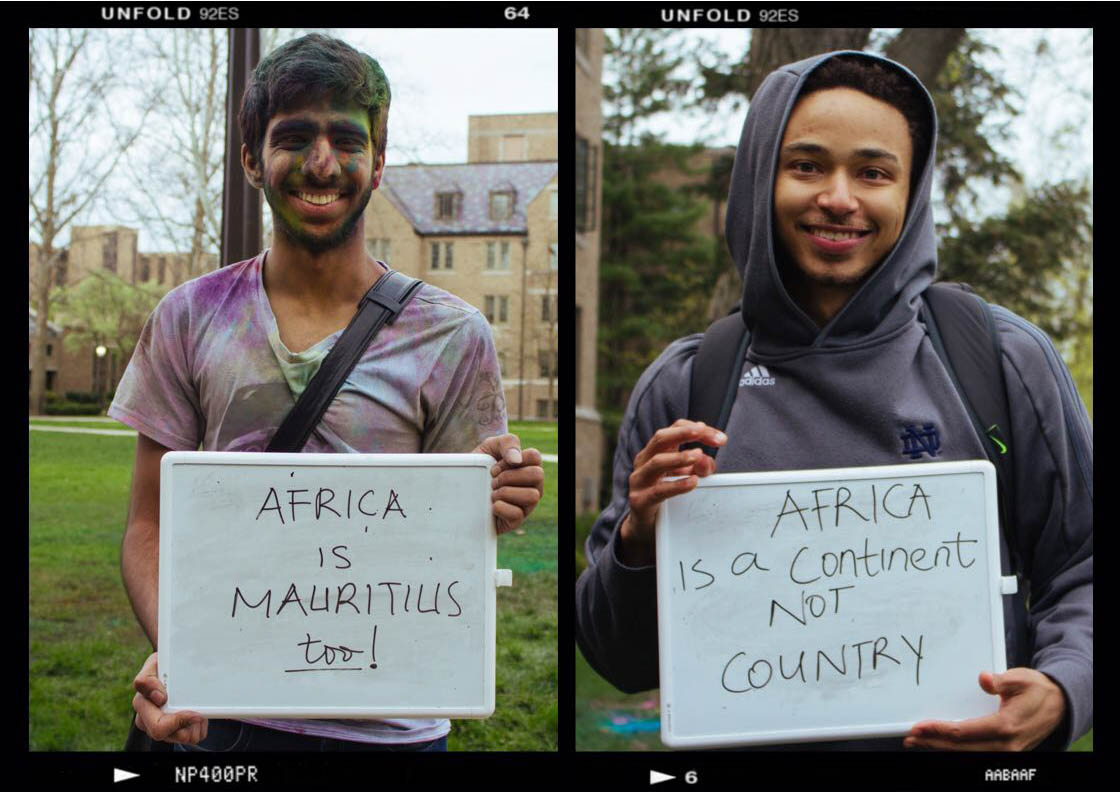 UNFOLD 92ES
64
AFRICA
IS
MAURITIUS
too!
NP400PR
UNFOLD 92ES
adidas
ND
AFRICA
IS a Continent
NOT
COUNTRY
6
AABAAF